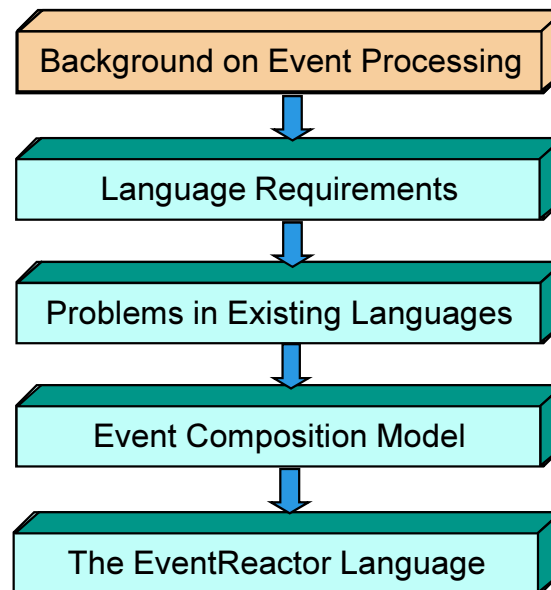 Background on Event Processing
Language Requirements
Problems in Existing Languages
Event Composition Model
The EventReactor Language